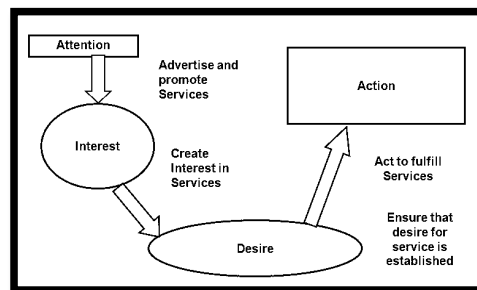 Attention
Advertise and
promote
Services
Action
Interest
Create
Interest in
Services
Act to fulfill
Services
Desire
Ensure that
desire for
service is
established